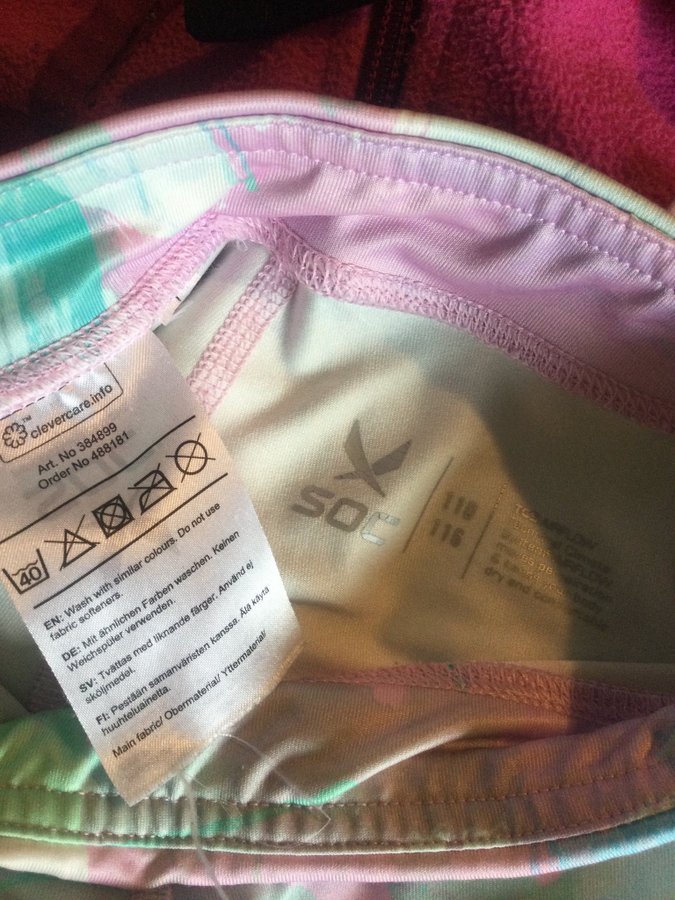 clevercare.info
Art. No 384899
Order No 488181
40
EN: Wash with similar colours. Do not use
fabric softeners.
DE: Mit ähnlichen Farben waschen. Keinen
Weichspüler verwenden.
SV: Tvättas med liknande färger. Använd ej
sköljmedel.
FI: Pestään samanväristen kanssa. Älä käytä
huuhteluainetta.
Main fabric/ Obermaterial/ Yttermaterial/
SOC
116
dry and